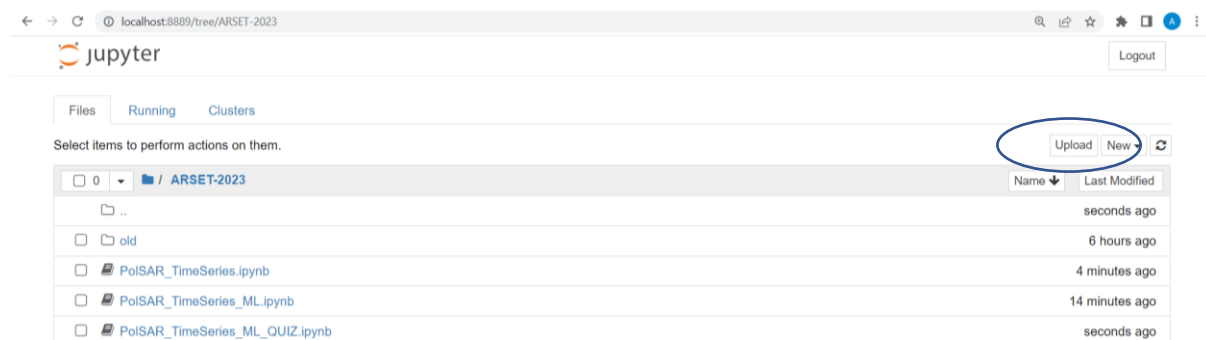 localhost:8889/tree/ARSET-2023
A
jupyter
Logout
Files Running Clusters
Select items to perform actions on them.
Upload New
0 / ARSET-2023
Name Last Modified
.. seconds ago
old 6 hours ago
PolSAR_TimeSeries.ipynb 4 minutes ago
PolSAR_TimeSeries_ML.ipynb 14 minutes ago
PolSAR_TimeSeries_ML_QUIZ.ipynb seconds ago